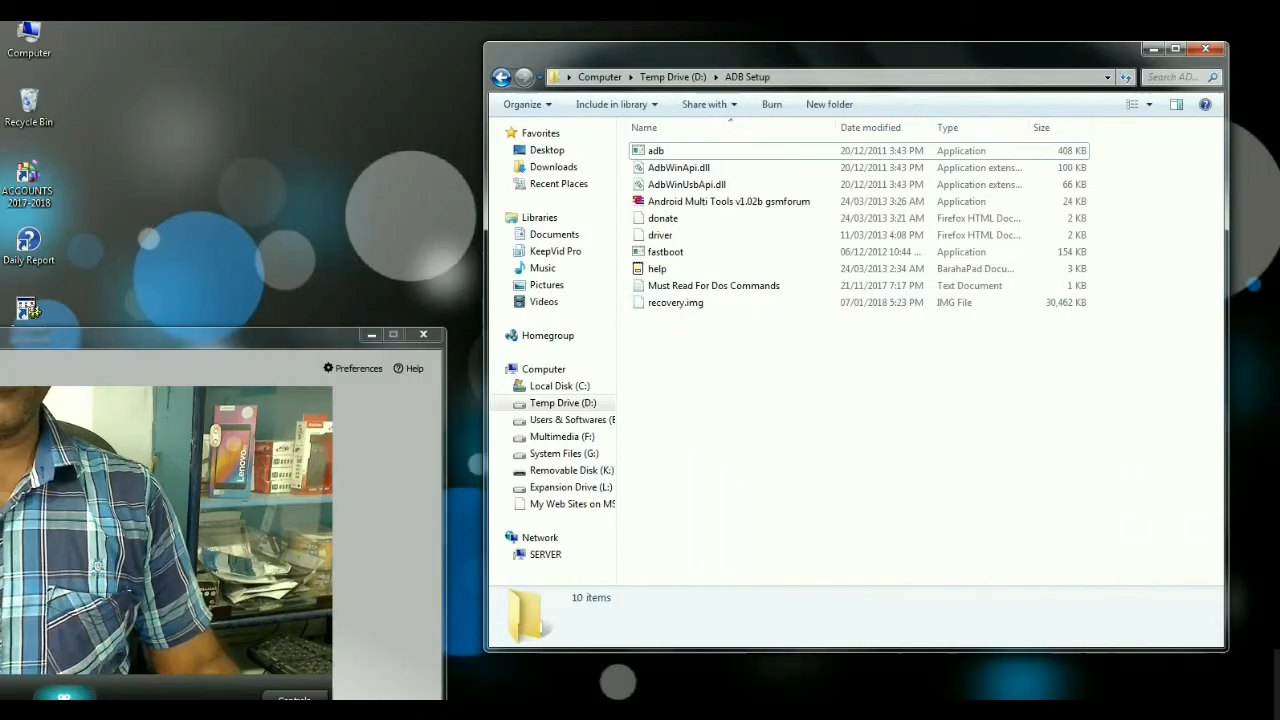 Computer
Recycle Bin
ACCOUNTS
2017-2018
Daily Report
Preferences
Help
Lenovo
Computer
Temp Drive (D:)
ADB Setup
Search AD...
Organize
Include in library
Share with
Burn
New folder
Favorites
Desktop
Downloads
Recent Places
Libraries
Documents
KeepVid Pro
Music
Pictures
Videos
Homegroup
Computer
Local Disk (C:)
Temp Drive (D:)
Users & Softwares (E
Multimedia (F:)
System Files (G:)
Removable Disk (K:)
Expansion Drive (L:)
My Web Sites on MS
Network
SERVER
Name Date modified Type Size
adb 20/12/2011 3:43 PM Application 408 KB
AdbWinApi.dll 20/12/2011 3:43 PM Application extens... 100 KB
AdbWinUsbApi.dll 20/12/2011 3:43 PM Application extens... 66 KB
Android Multi Tools v1.02b gsmforum 24/03/2013 3:26 AM Application 24 KB
donate 24/03/2013 3:21 AM Firefox HTML Doc... 2 KB
driver 11/03/2013 4:08 PM Firefox HTML Doc... 2 KB
fastboot 06/12/2012 10:44 ... Application 154 KB
help 24/03/2013 2:34 AM BarahaPad Docu... 3 KB
Must Read For Dos Commands 21/11/2017 7:17 PM Text Document 1 KB
recovery.img 07/01/2018 5:23 PM IMG File 30,462 KB
10 items